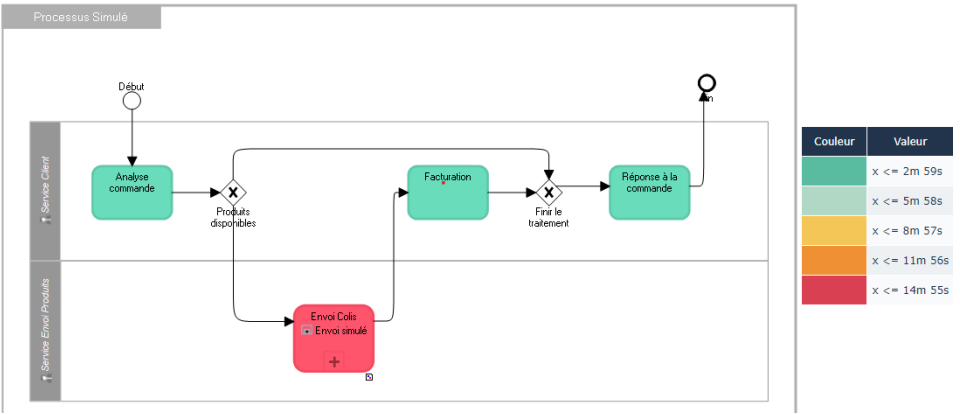 Processus Simulé
Début
Service Client
Analyse
commande
Produits
disponibles
Facturation
Finir le
traitement
Réponse à la
commande
Service Envoi Produits
Envoi Colis
Envoi simulé
Couleur Valeur
x <= 2m 59s
x <= 5m 58s
x <= 8m 57s
x <= 11m 56s
x <= 14m 55s